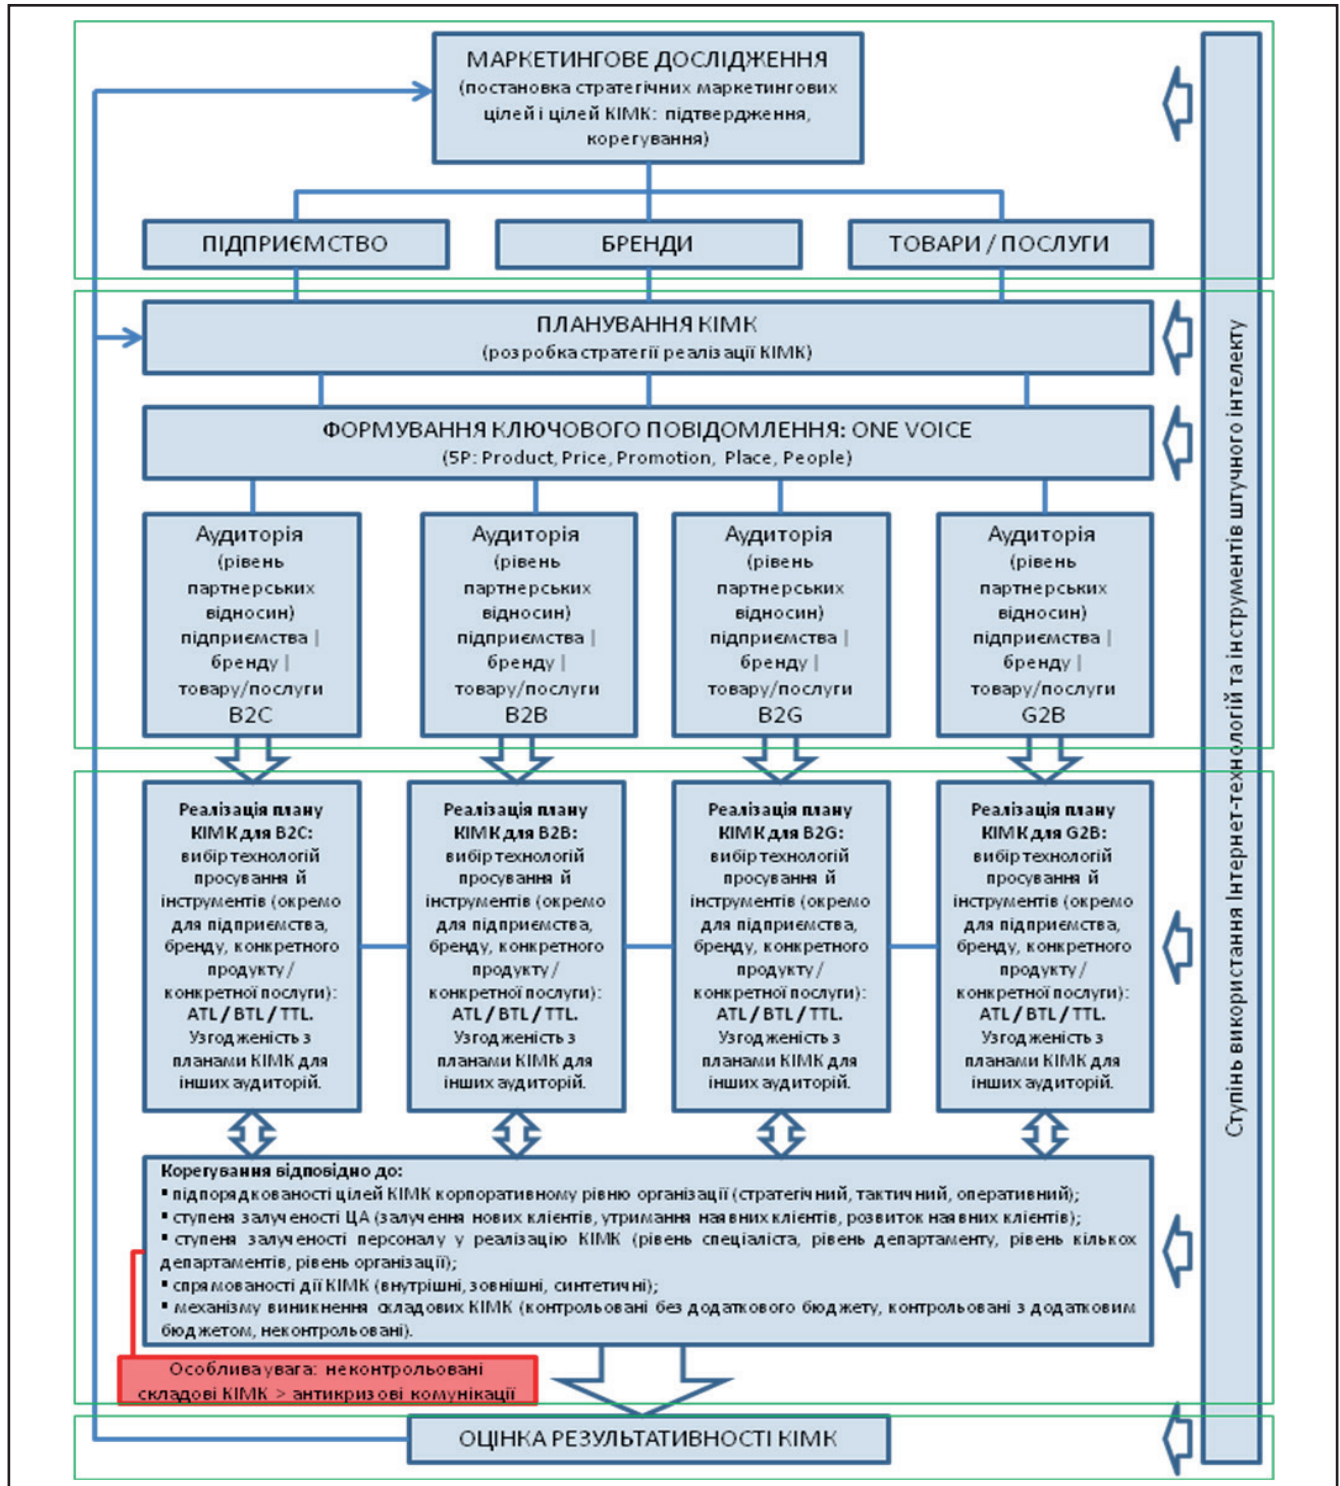 МАРКЕТИНГОВЕ ДОСЛІДЖЕННЯ
(постановка стратегічних маркетингових
цілей і цілей КІМК: підтвердження,
корегування)
ПІДПРИЄМСТВО
БРЕНДИ
ТОВАРИ / ПОСЛУГИ
ПЛАНУВАННЯ КІМК
(розробка стратегії реалізації КІМК)
ФОРМУВАННЯ КЛЮЧОВОГО ПОВІДОМЛЕННЯ: ONE VOICE
(5P: Product, Price, Promotion, Place, People)
Аудиторія
(рівень
партнерських
відносин)
підприємства |
бренду |
товару/послуги
B2C
Аудиторія
(рівень
партнерських
відносин)
підприємства |
бренду |
товару/послуги
B2B
Аудиторія
(рівень
партнерських
відносин)
підприємства |
бренду |
товару/послуги
B2G
Аудиторія
(рівень
партнерських
відносин)
підприємства |
бренду |
товару/послуги
G2B
Реалізація плану
КІМК для B2C:
вибір технологій
просування й
інструментів (окремо
для підприємства,
бренду, конкретного
продукту /
конкретної послуги):
ATL / BTL / TTL.
Узгодженість з
планами КІМК для
інших аудиторій.
Реалізація плану
КІМК для B2B:
вибір технологій
просування й
інструментів (окремо
для підприємства,
бренду, конкретного
продукту /
конкретної послуги):
ATL / BTL / TTL.
Узгодженість з
планами КІМК для
інших аудиторій.
Реалізація плану
КІМК для B2G:
вибір технологій
просування й
інструментів (окремо
для підприємства,
бренду, конкретного
продукту /
конкретної послуги):
ATL / BTL / TTL.
Узгодженість з
планами КІМК для
інших аудиторій.
Реалізація плану
КІМК для G2B:
вибір технологій
просування й
інструментів (окремо
для підприємства,
бренду, конкретного
продукту /
конкретної послуги):
ATL / BTL / TTL.
Узгодженість з
планами КІМК для
інших аудиторій.
Корегування відповідно до:
▪ підпорядкованості цілей КІМК корпоративному рівню організації (стратегічний, тактичний, оперативний);
▪ ступеня залученості ЦА (залучення нових клієнтів, утримання наявних клієнтів, розвиток наявних клієнтів);
▪ ступеня залученості персоналу у реалізацію КІМК (рівень спеціаліста, рівень департаменту, рівень кількох
департаментів, рівень організації);
▪ спрямованості дії КІМК (внутрішні, зовнішні, синтетичні);
▪ механізму виникнення складових КІМК (контрольовані без додаткового бюджету, контрольовані з додатковим
бюджетом, неконтрольовані).
Особлива увага: неконтрольовані
складові КІМК > антикризові комунікації
ОЦІНКА РЕЗУЛЬТАТИВНОСТІ КІМК
Ступінь використання Інтернет-технологій та інструментів штучного інтелекту